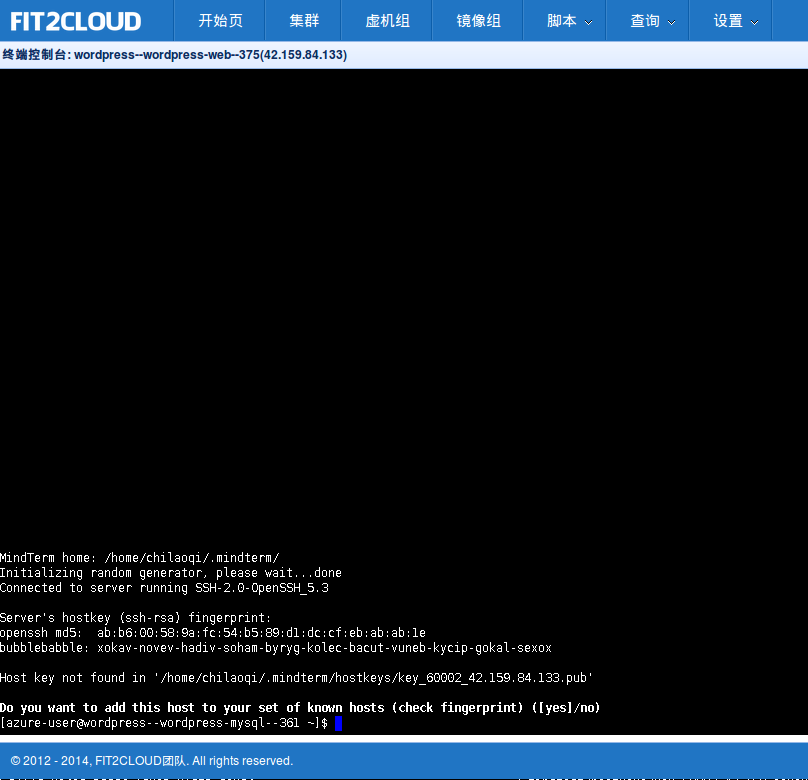 FIT2CLOUD 开始页 集群 虚机组 镜像组 脚本 查询 设置
终端控制台: wordpress--wordpress-web--375(42.159.84.133)
MindTerm home: /home/chilaoqi/.mindterm/
Initializing random generator, please wait...done
Connected to server running SSH-2.0-OpenSSH_5.3
Server's hostkey (ssh-rsa) fingerprint:
openssh md5:  ab:b6:00:58:9a:fc:54:b5:89:d1:dc:cf:eb:ab:ab:1e
bubblebabble: xokav-novev-hadiv-soham-byryg-kolec-bacut-vuneb-kycip-gokal-sexox
Host key not found in '/home/chilaoqi/.mindterm/hostkeys/key_60002_42.159.84.133.pub'
Do you want to add this host to your set of known hosts (check fingerprint) ([yes]/no)
[azure-user@wordpress--wordpress-mysql--361 ~]$
© 2012 - 2014, FIT2CLOUD团队. All rights reserved.